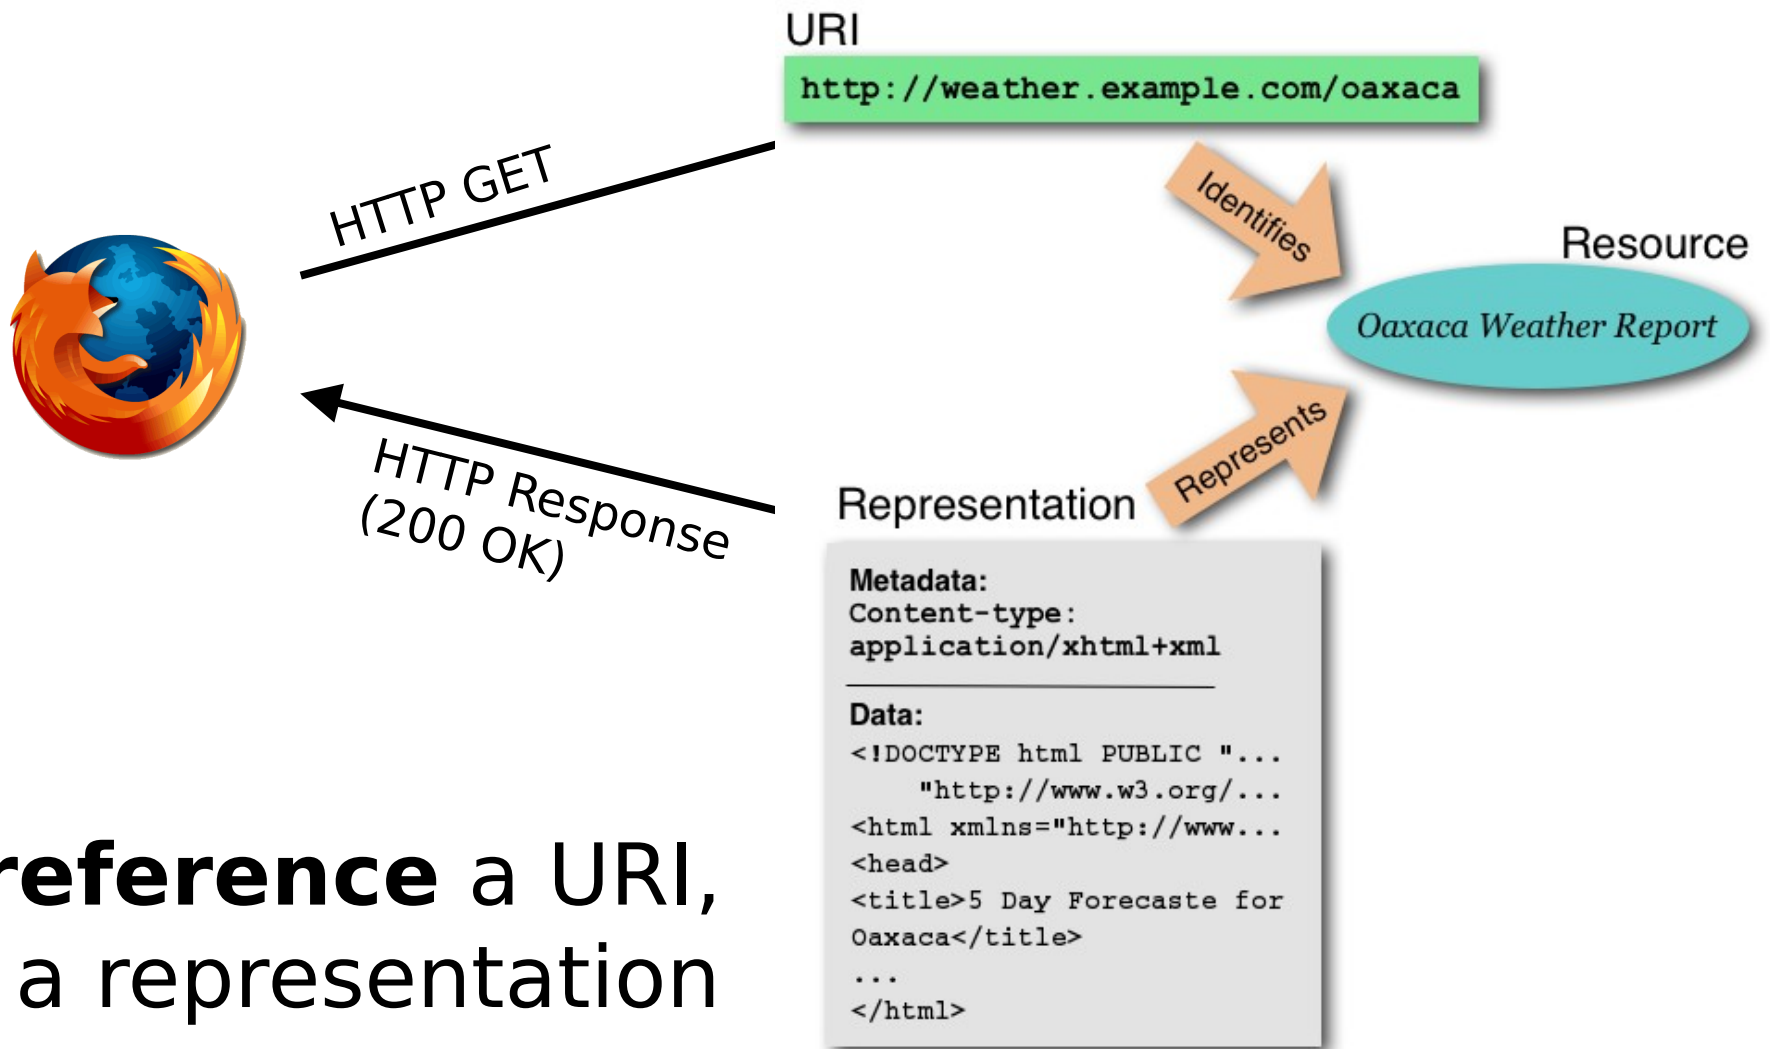 URI
http://weather.example.com/oaxaca
HTTP GET
Identifies
Resource
Oaxaca Weather Report
HTTP Response
(200 OK)
Represents
Representation
Metadata:
Content-type:
application/xhtml+xml
Data:
<!DOCTYPE html PUBLIC "...
"http://www.w3.org/...
<html xmlns="http://www...
<head>
<title>5 Day Forecaste for
Oaxaca</title>
...
</html>
reference a URI,
a representation